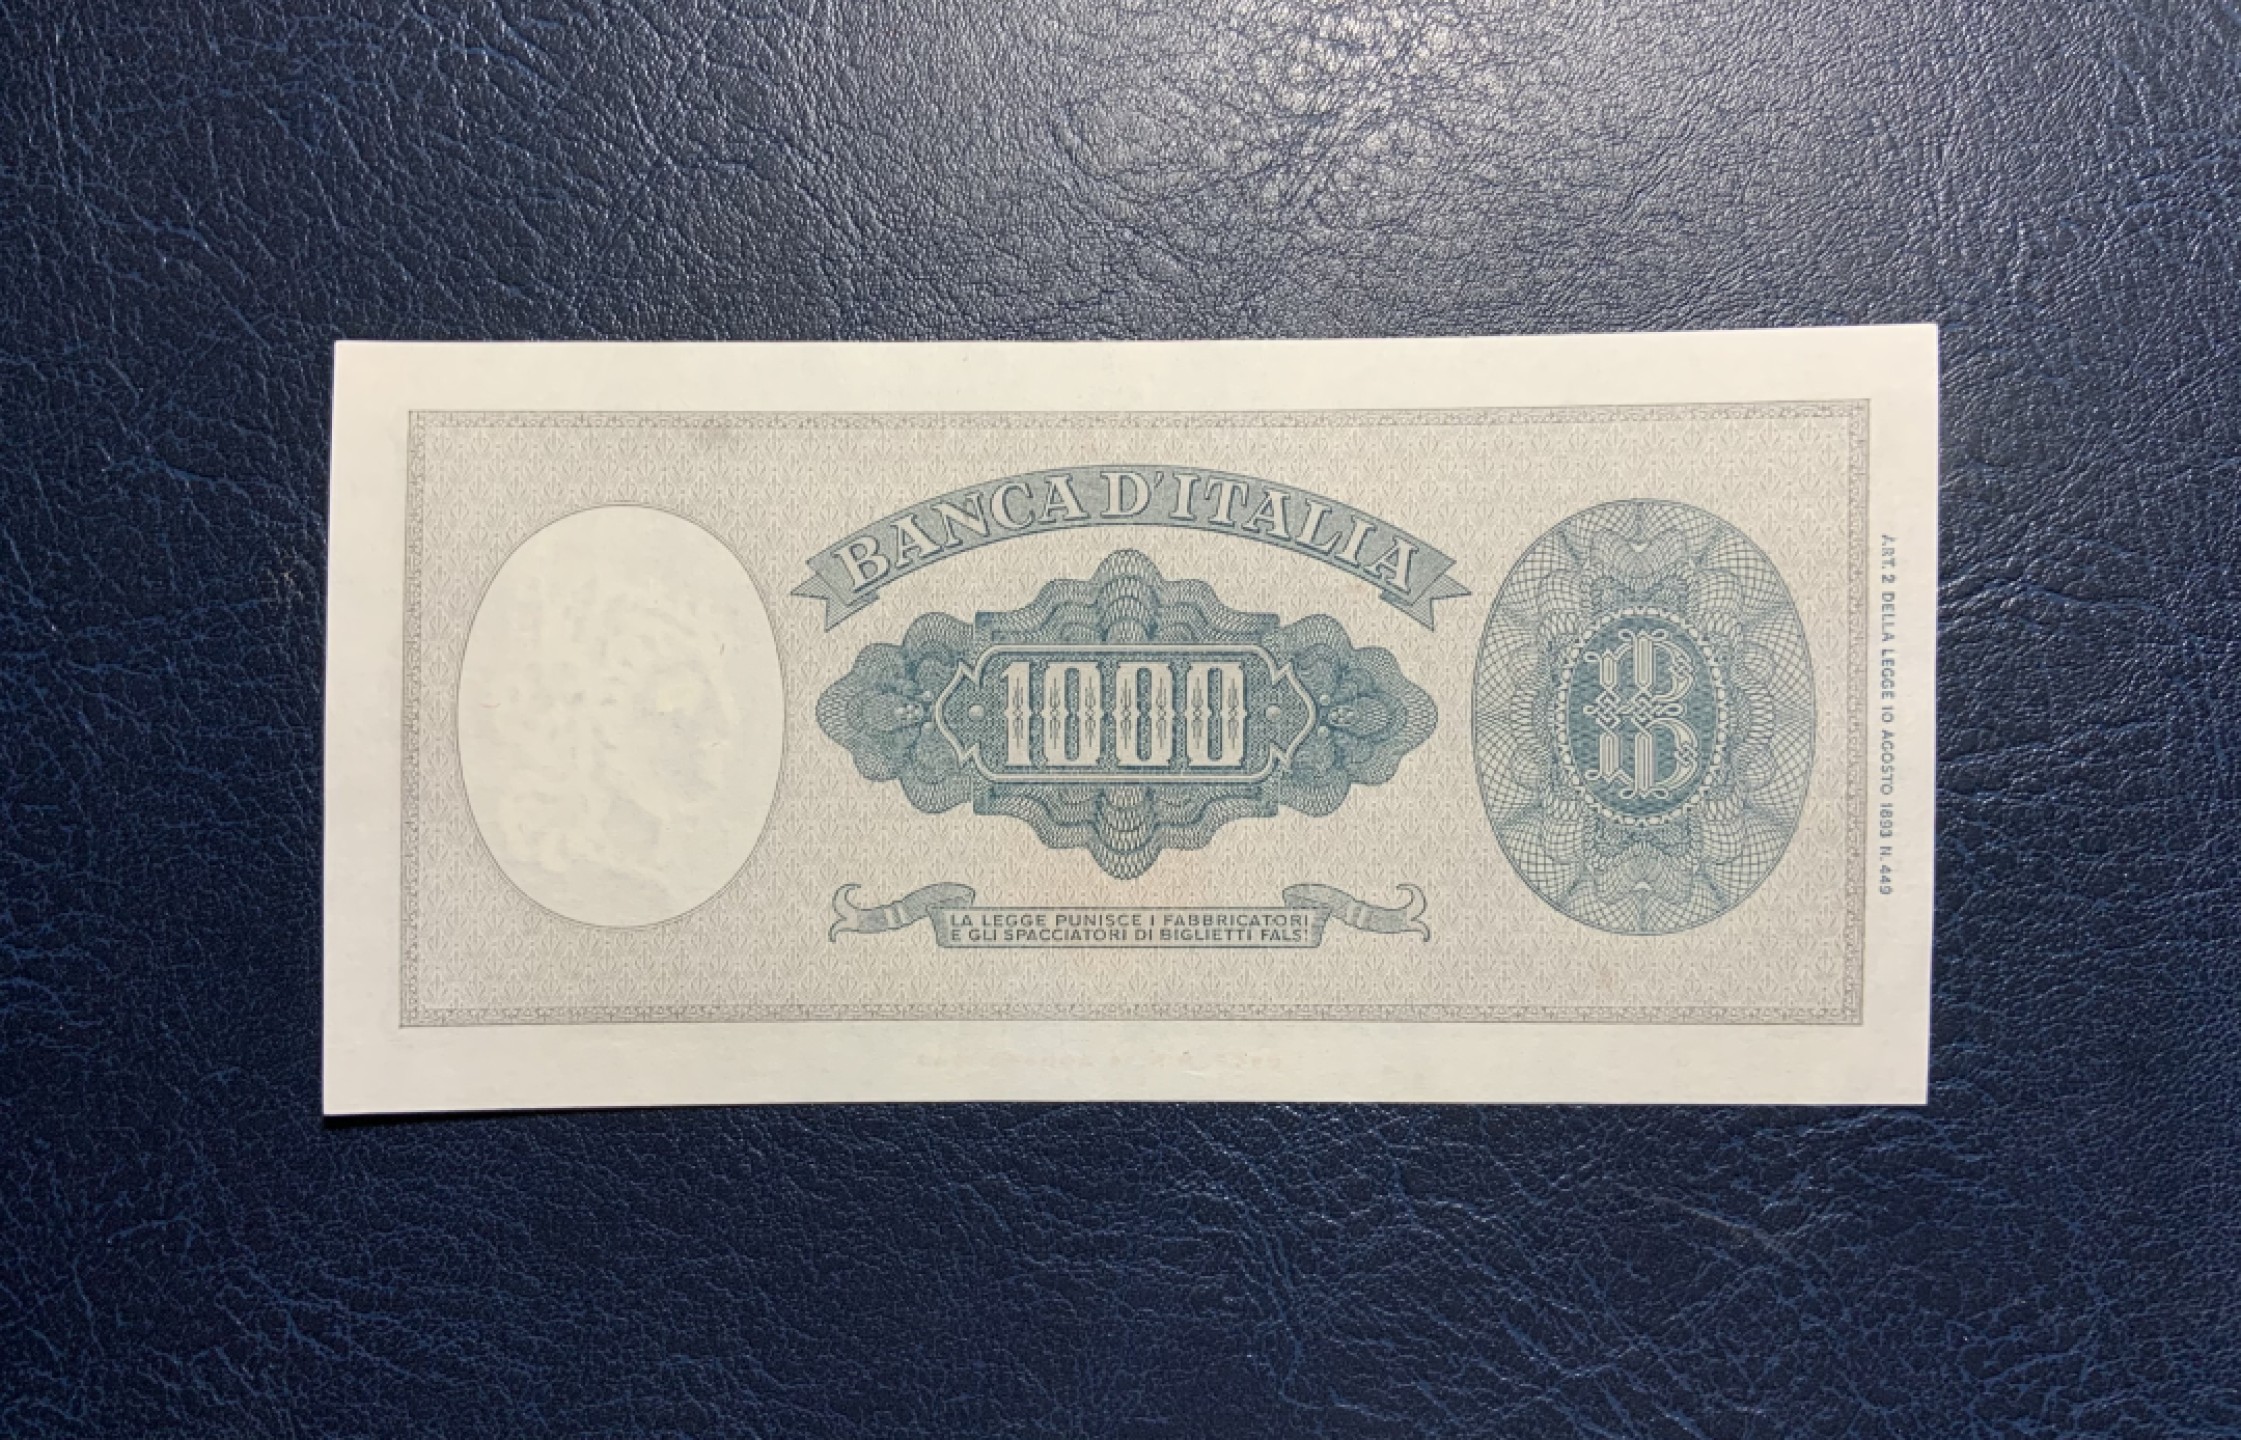 BANCA D'ITALIA
1000
LA LEGGE PUNISCE I FABBRICATORI
E GLI SPACCIATORI DI BIGLIETTI FALSI
ART. 2 DELLA LEGGE 10 AGOSTO 1893 N. 449